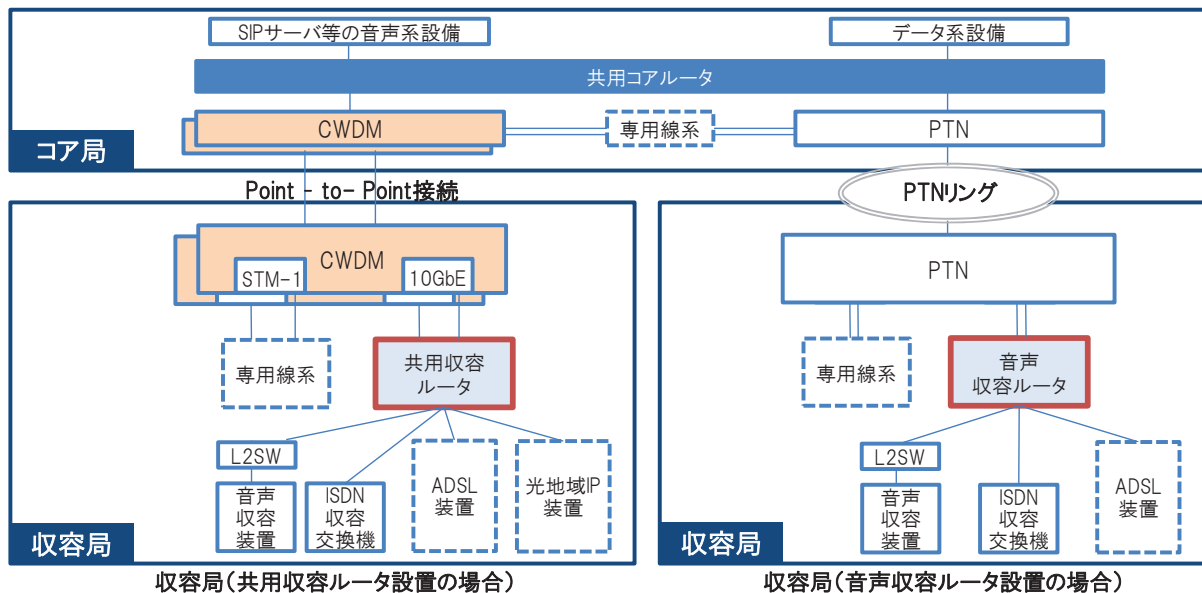 SIPサーバ等の音声系設備
データ系設備
共用コアルータ
CWDM
専用線系
PTN
コア局
Point - to- Point接続
PTNリング
CWDM
STM-1
10GbE
専用線系
共用収容
ルータ
L2SW
音声
収容
装置
ISDN
収容
交換機
ADSL
装置
光地域IP
装置
収容局
収容局(共用収容ルータ設置の場合)
PTN
専用線系
音声
収容ルータ
L2SW
音声
収容
装置
ISDN
収容
交換機
ADSL
装置
収容局
収容局(音声収容ルータ設置の場合)